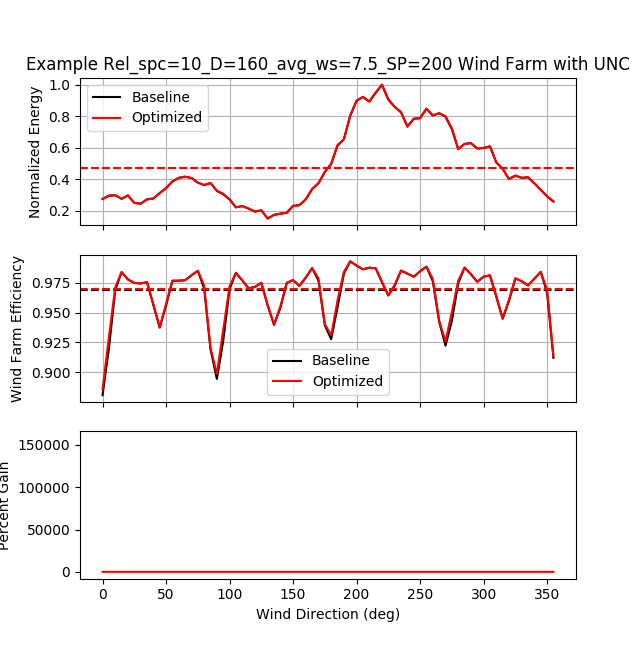 Example Rel_spc=10_D=160_avg_ws=7.5_SP=200 Wind Farm with UNC
Normalized Energy
1.0
0.8
0.6
0.4
0.2
Baseline
Optimized
Wind Farm Efficiency
0.975
0.950
0.925
0.900
Baseline
Optimized
Percent Gain
150000
100000
50000
0
0 50 100 150 200 250 300 350
Wind Direction (deg)